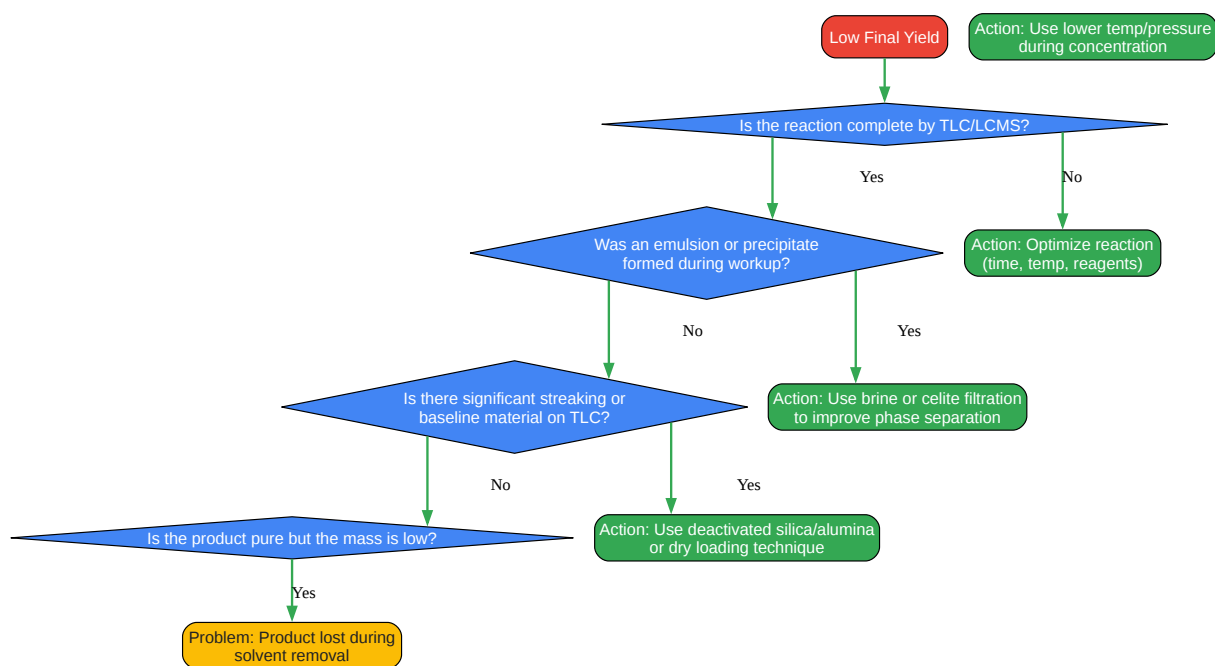 Low Final Yield
Action: Use lower temp/pressure
during concentration
Is the reaction complete by TLC/LCMS?
Yes
No
Was an emulsion or precipitate
formed during workup?
Action: Optimize reaction
(time, temp, reagents)
No
Yes
Is there significant streaking or
baseline material on TLC?
Action: Use brine or celite filtration
to improve phase separation
No
Yes
Is the product pure but the mass is low?
Action: Use deactivated silica/alumina
or dry loading technique
Yes
Problem: Product lost during
solvent removal